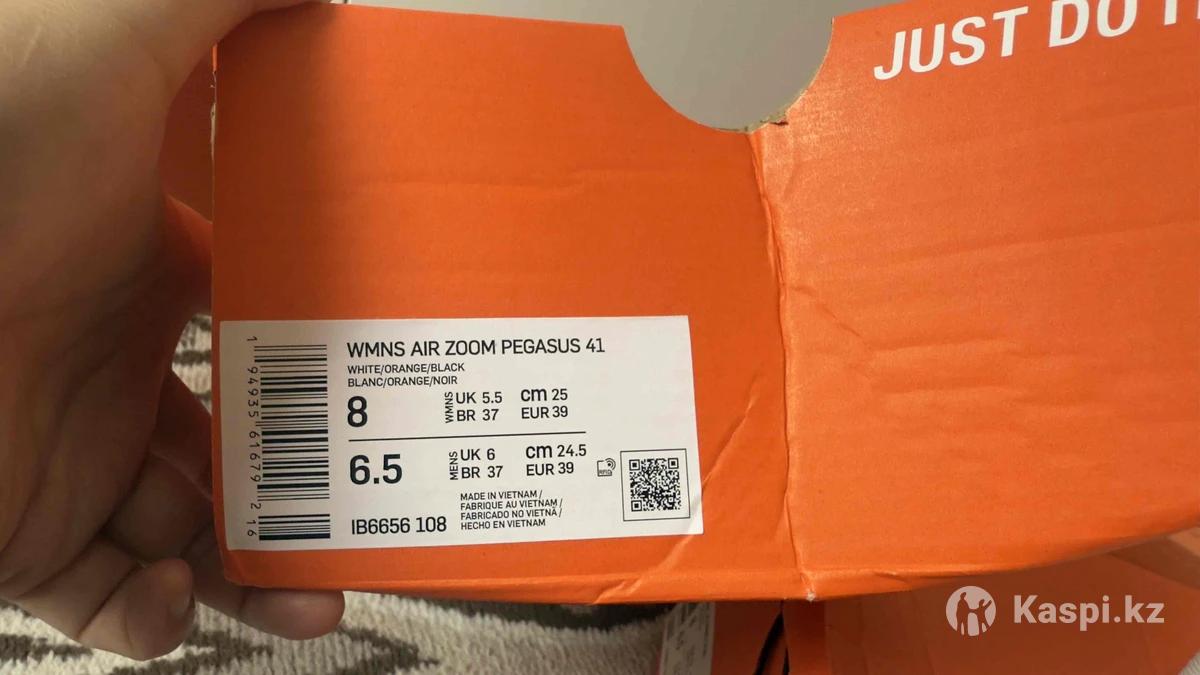 JUST DO IT
WMNS AIR ZOOM PEGASUS 41
WHITE/ORANGE/BLACK
BLANC/ORANGE/NOIR
8
WMNS
UK 5.5
cm 25
BR 37
EUR 39
6.5
MENS
UK 6
cm 24.5
BR 37
EUR 39
RFID
IB6656 108
MADE IN VIETNAM /
FABRIQUE AU VIETNAM /
FABRICADO NO VIETNÃ /
HECHO EN VIETNAM
1 94935 61679 2 16
Kaspi.kz